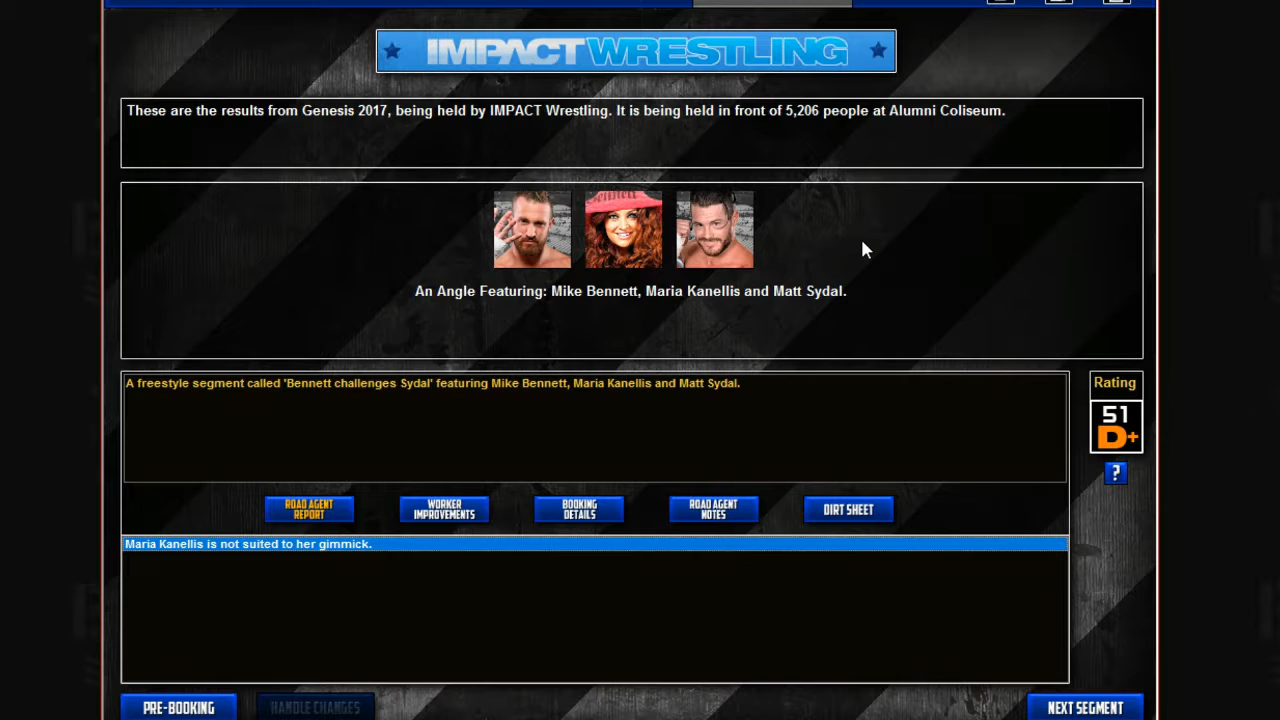 IMPACT WRESTLING
These are the results from Genesis 2017, being held by IMPACT Wrestling. It is being held in front of 5,206 people at Alumni Coliseum.
An Angle Featuring: Mike Bennett, Maria Kanellis and Matt Sydal.
A freestyle segment called 'Bennett challenges Sydal' featuring Mike Bennett, Maria Kanellis and Matt Sydal.
Rating
51
D+
?
ROAD AGENT
REPORT
WORKER
IMPROVEMENTS
BOOKING
DETAILS
ROAD AGENT
NOTES
DIRT SHEET
Maria Kanellis is not suited to her gimmick.
PRE-BOOKING
HANDLE CHANGES
NEXT SEGMENT